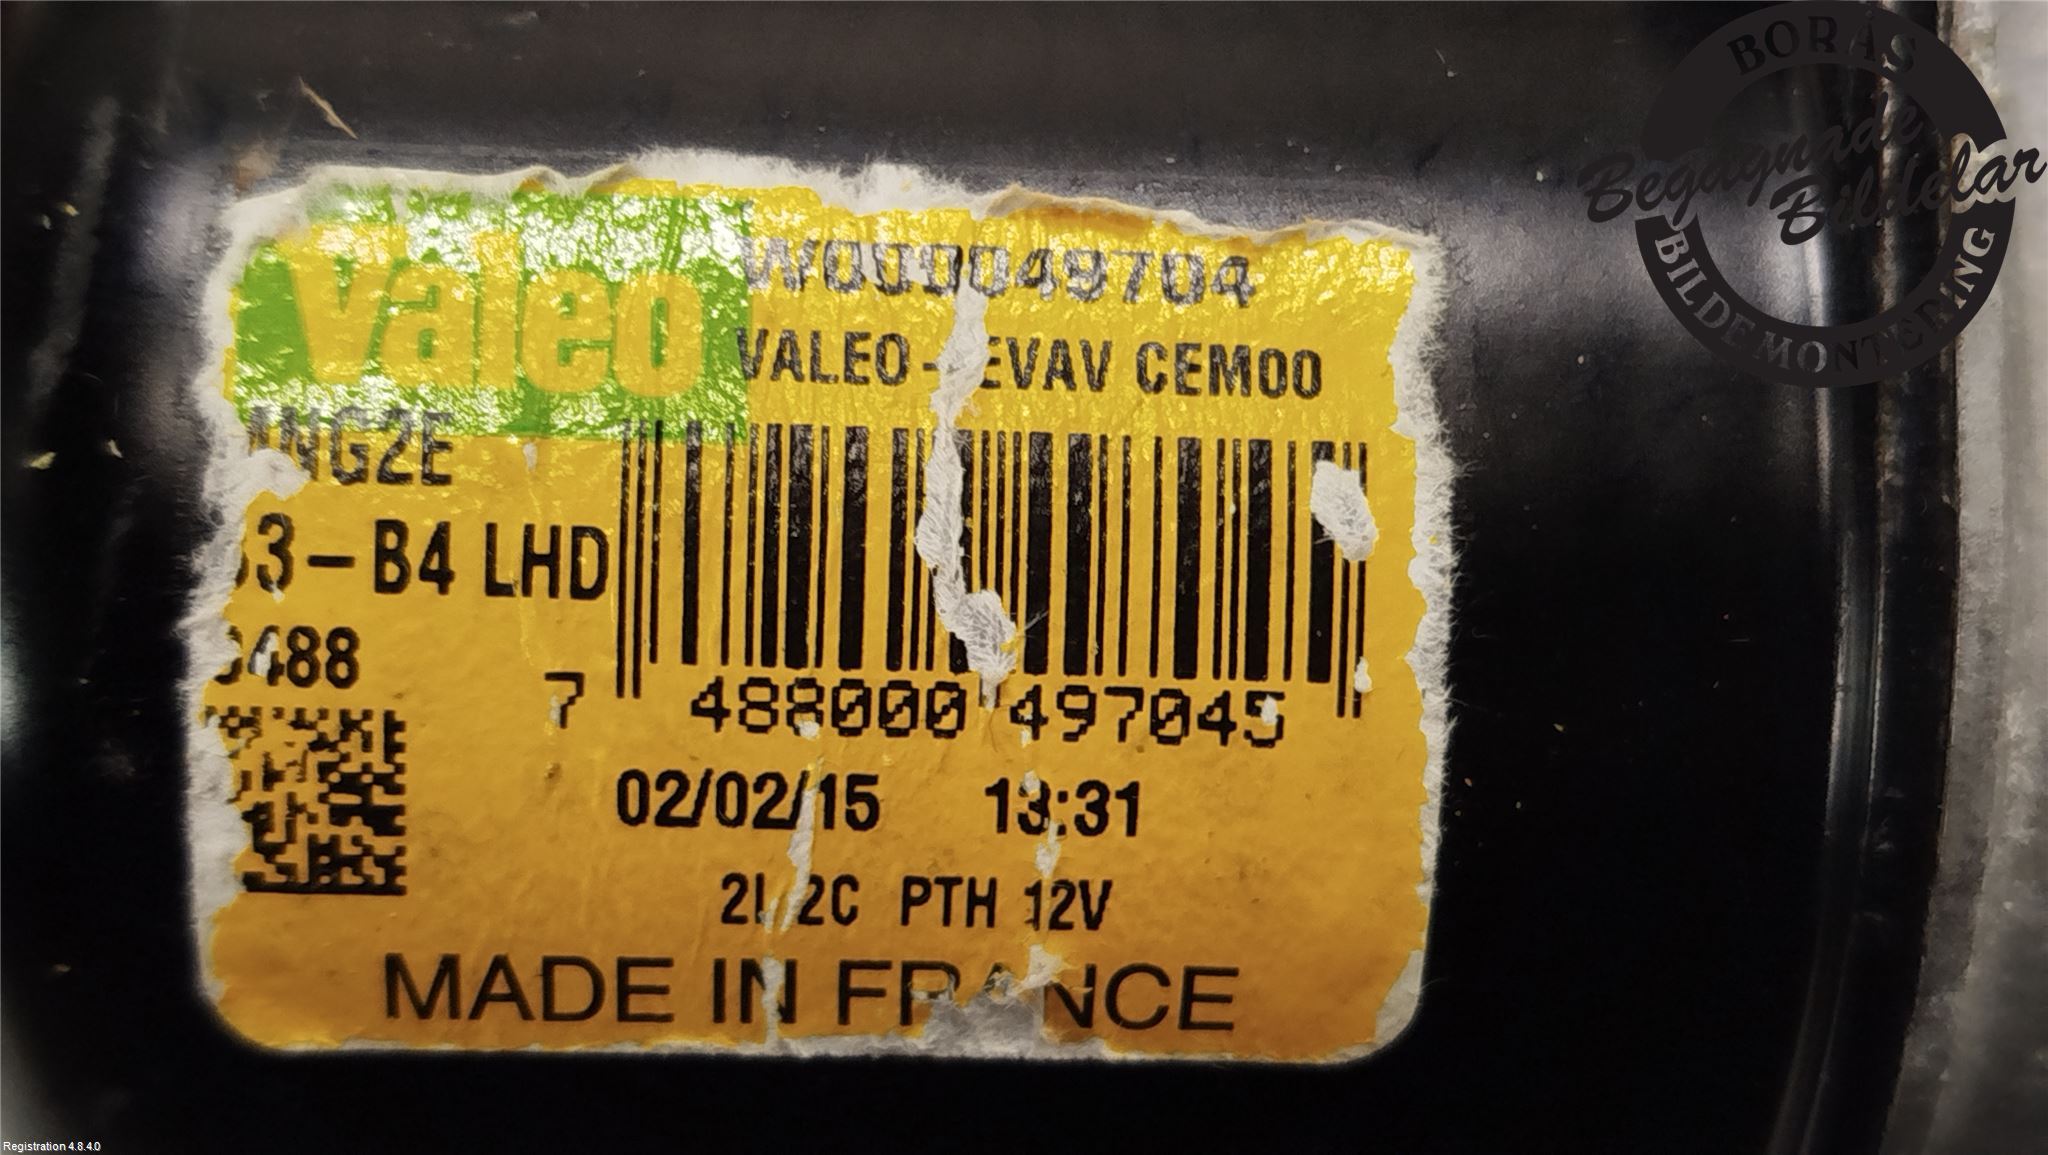 BORÅS
Begagnade
Bildelar
BILDEMONTERING
Valeo
W000049704
VALEO - EVAV CEM00
NG2E
3-B4 LHD
488
7 488000 497045
02/02/15 13:31
2C PTH 12V
MADE IN FRANCE
Registration 4.8.4.0